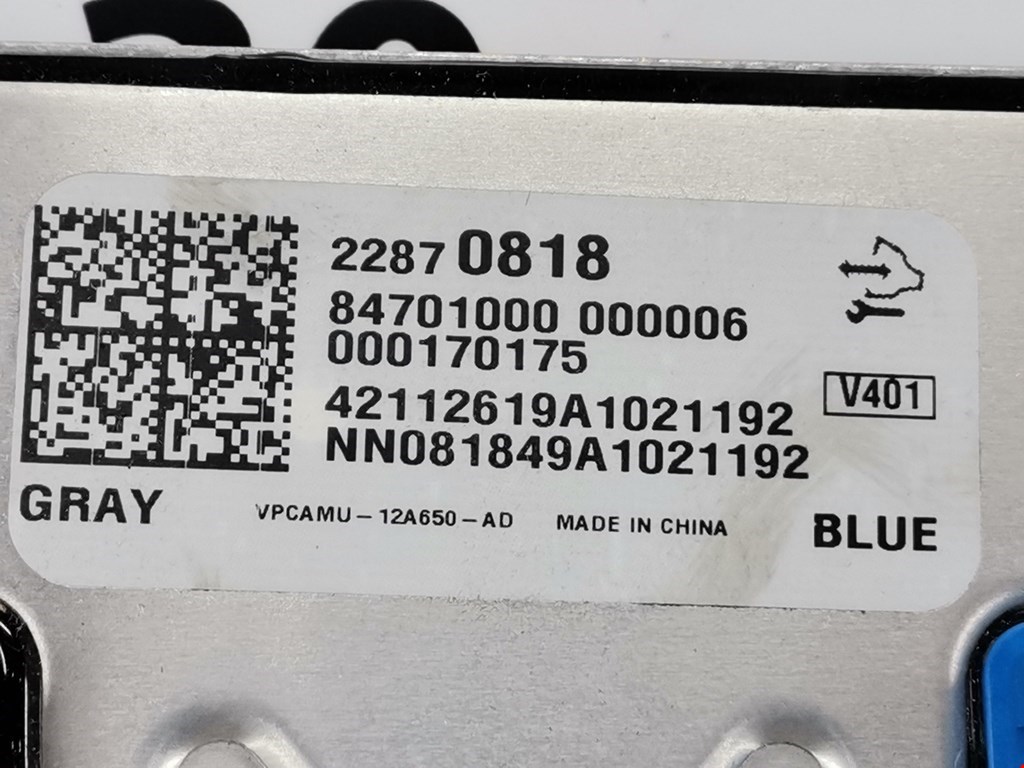 22870818
84701000 000006
000170175
42112619A1021192
V401
NN081849A1021192
GRAY
VPCAMU-12A650-AD
MADE IN CHINA
BLUE